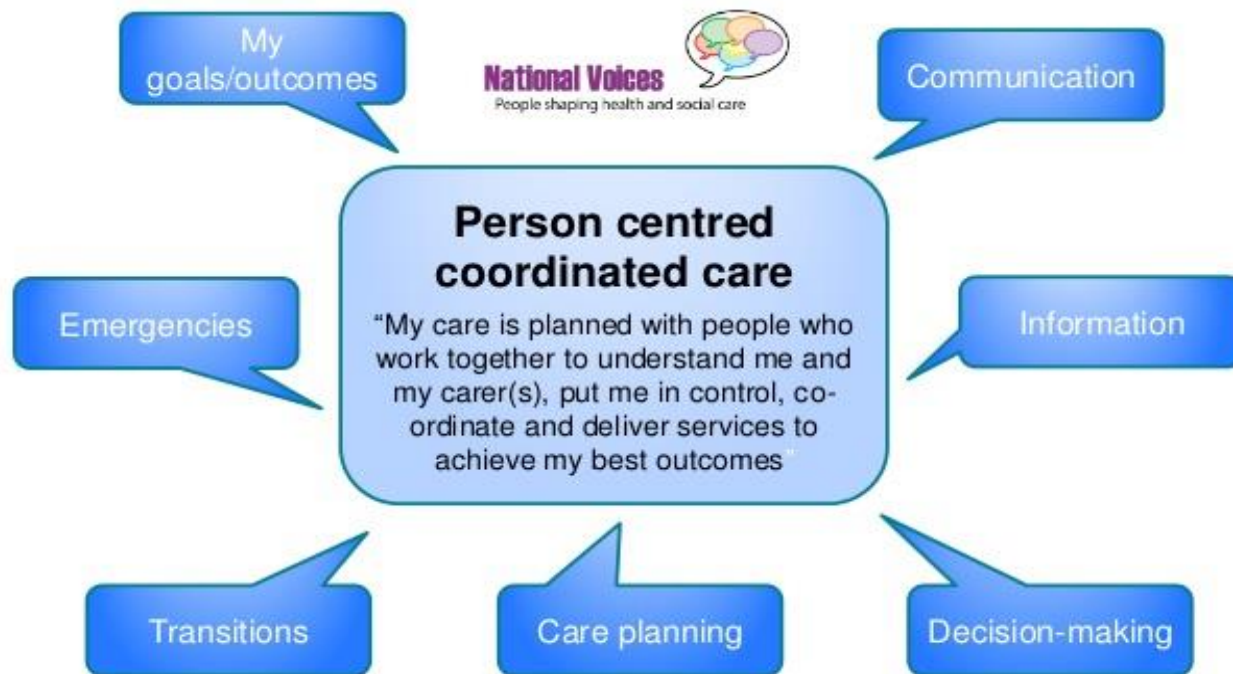 My
goals/outcomes
National Voices
People shaping health and social care
Communication
Person centred
coordinated care
“My care is planned with people who
work together to understand me and
my carer(s), put me in control, co-
ordinate and deliver services to
achieve my best outcomes”
Emergencies
Information
Transitions
Care planning
Decision-making